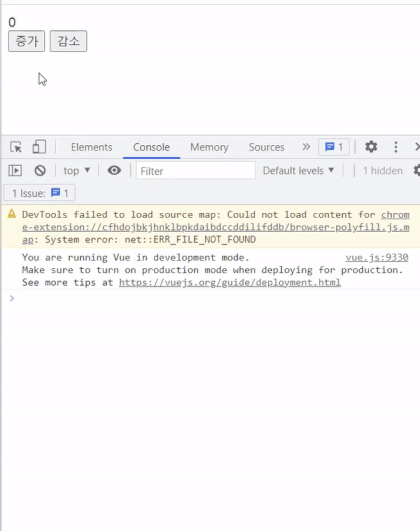 0
증가 감소
Elements Console Memory Sources » 1
top ▼ Filter Default levels ▼ 1 hidden
1 Issue: 1
DevTools failed to load source map: Could not load content for chrom
e-extension://cfhdojbkjhnklbpkdaibdccddilifddb/browser-polyfill.js.m
ap: System error: net::ERR_FILE_NOT_FOUND
You are running Vue in development mode. vue.js:9330
Make sure to turn on production mode when deploying for production.
See more tips at https://vuejs.org/guide/deployment.html